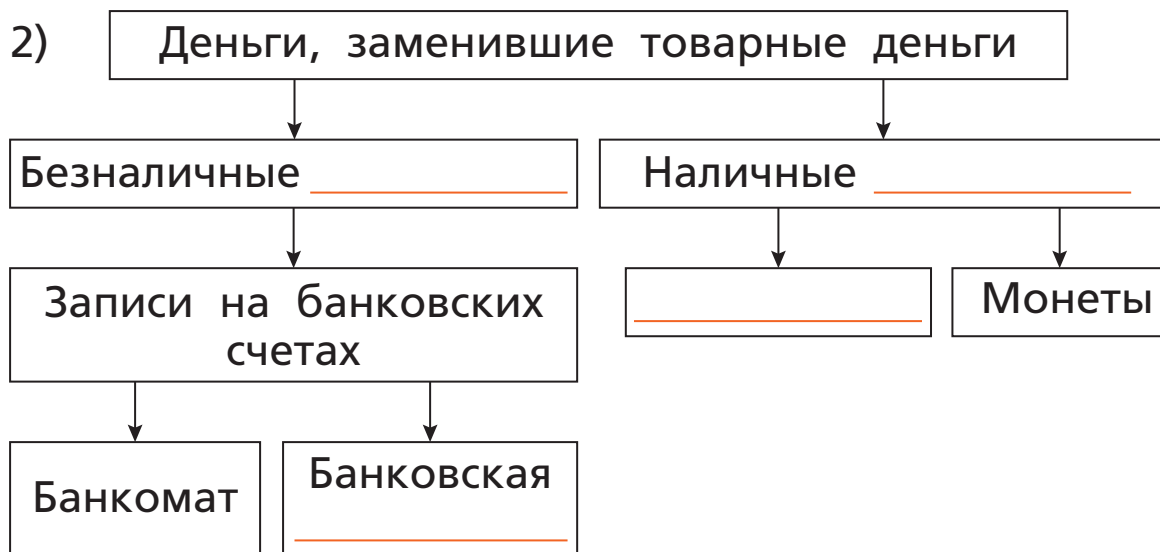 2) Деньги, заменившие товарные деньги
Безналичные
Наличные
Записи на банковских
счетах
Монеты
Банкомат
Банковская